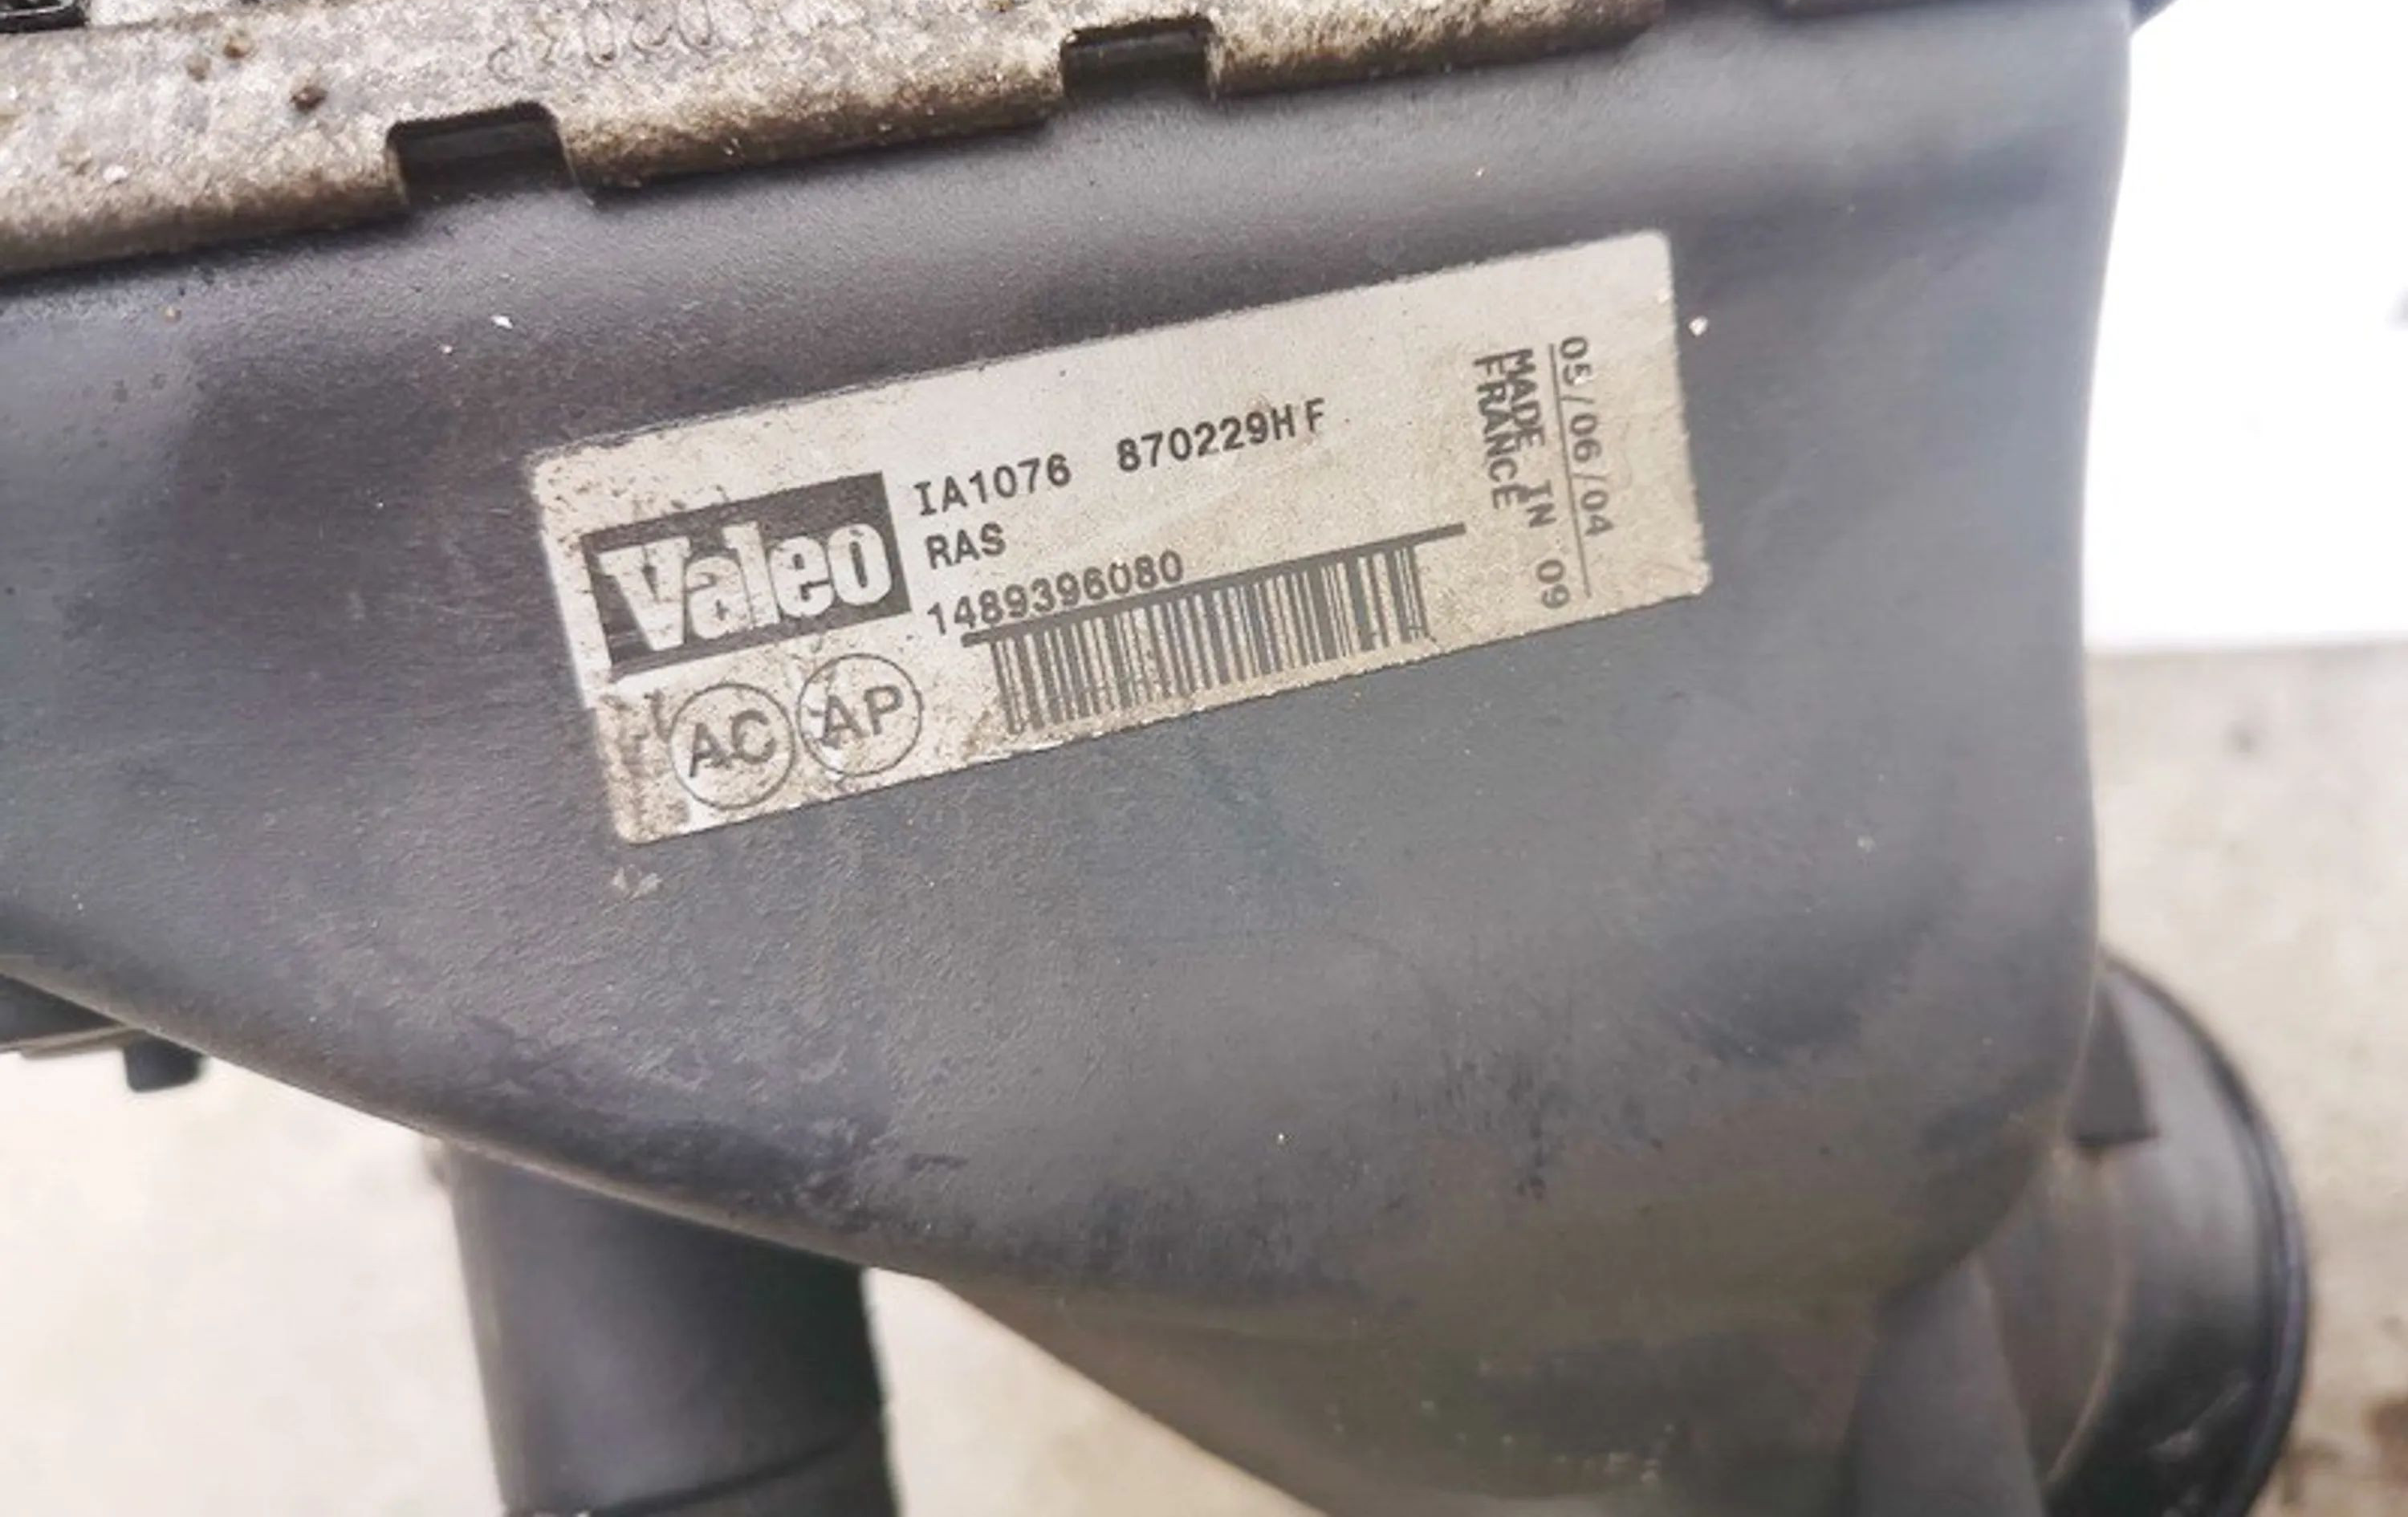 Valeo
IA1076 870229HF
RAS
1489396080
AC AP
05/06/04
MADE IN 09
FRANCE